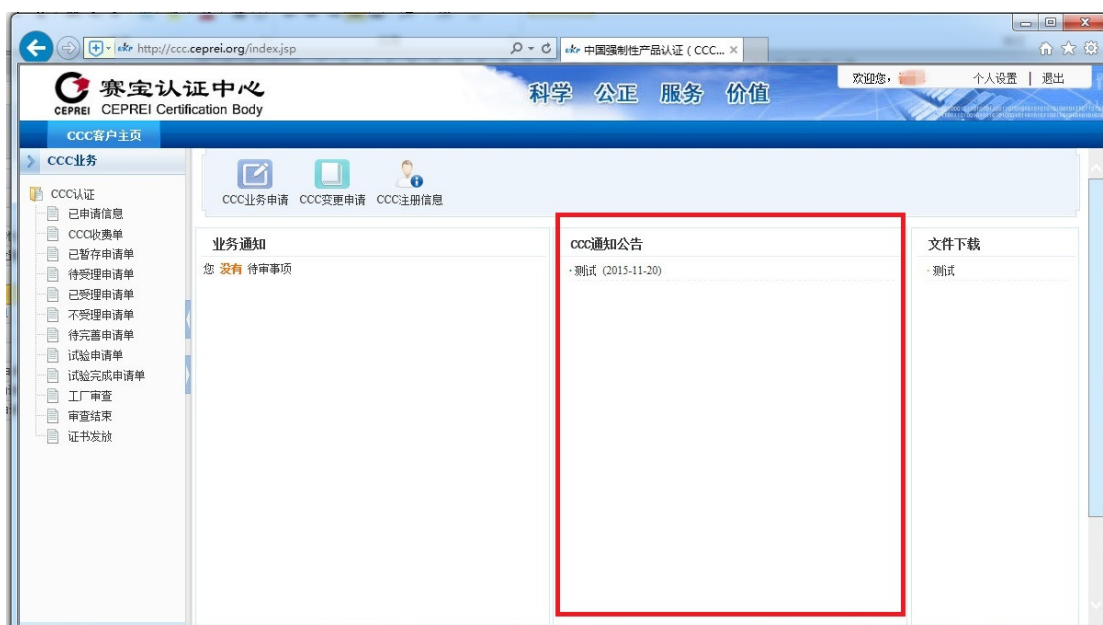 http://ccc.ceprei.org/index.jsp
中国强制性产品认证 ( CCC...
赛宝认证中心
CEPREI CEPREI Certification Body
科学 公正 服务 价值
欢迎您,
个人设置 | 退出
CCC客户主页
CCC业务
CCC认证
已申请信息
CCC收费单
已暂存申请单
待受理申请单
已受理申请单
不受理申请单
待完善申请单
试验申请单
试验完成申请单
工厂审查
审查结束
证书发放
CCC业务申请 CCC变更申请 CCC注册信息
业务通知
您 没有 待审事项
ccc通知公告
·测试 (2015-11-20)
文件下载
·测试